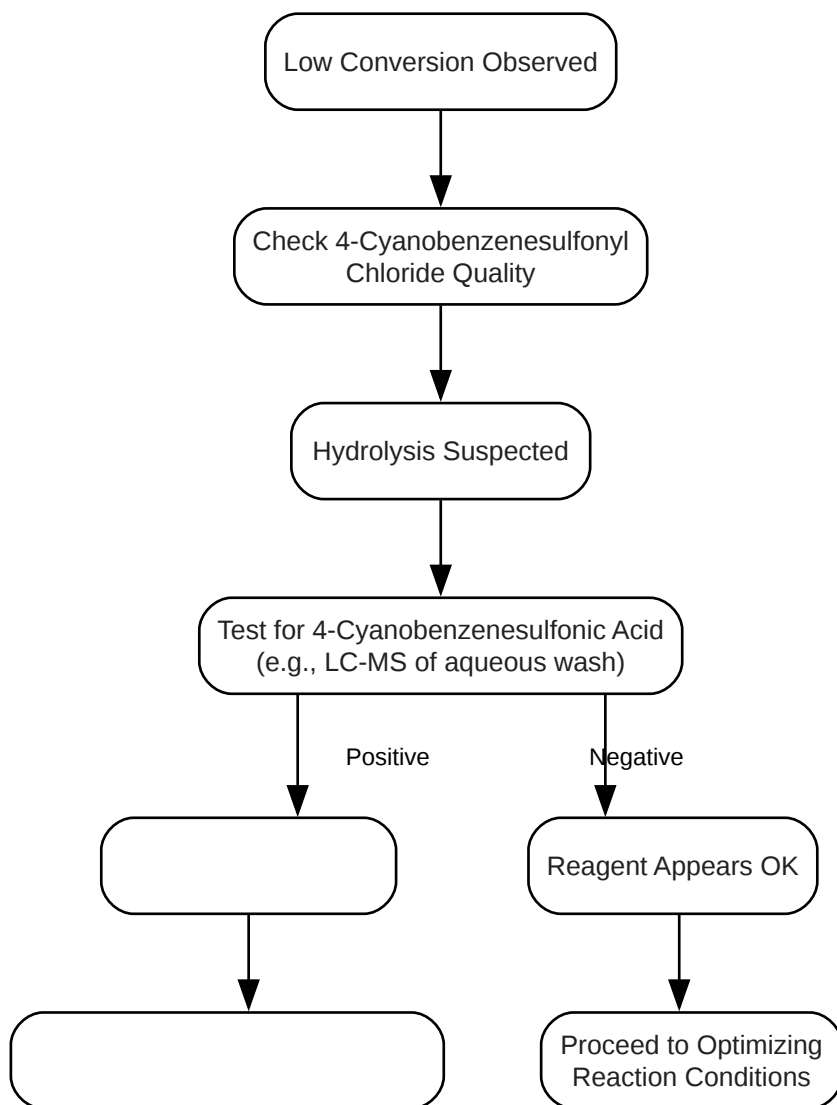 Low Conversion Observed
Check 4-Cyanobenzenesulfonyl
Chloride Quality
Hydrolysis Suspected
Test for 4-Cyanobenzenesulfonic Acid
(e.g., LC-MS of aqueous wash)
Positive
Negative
Reagent Appears OK
Proceed to Optimizing
Reaction Conditions